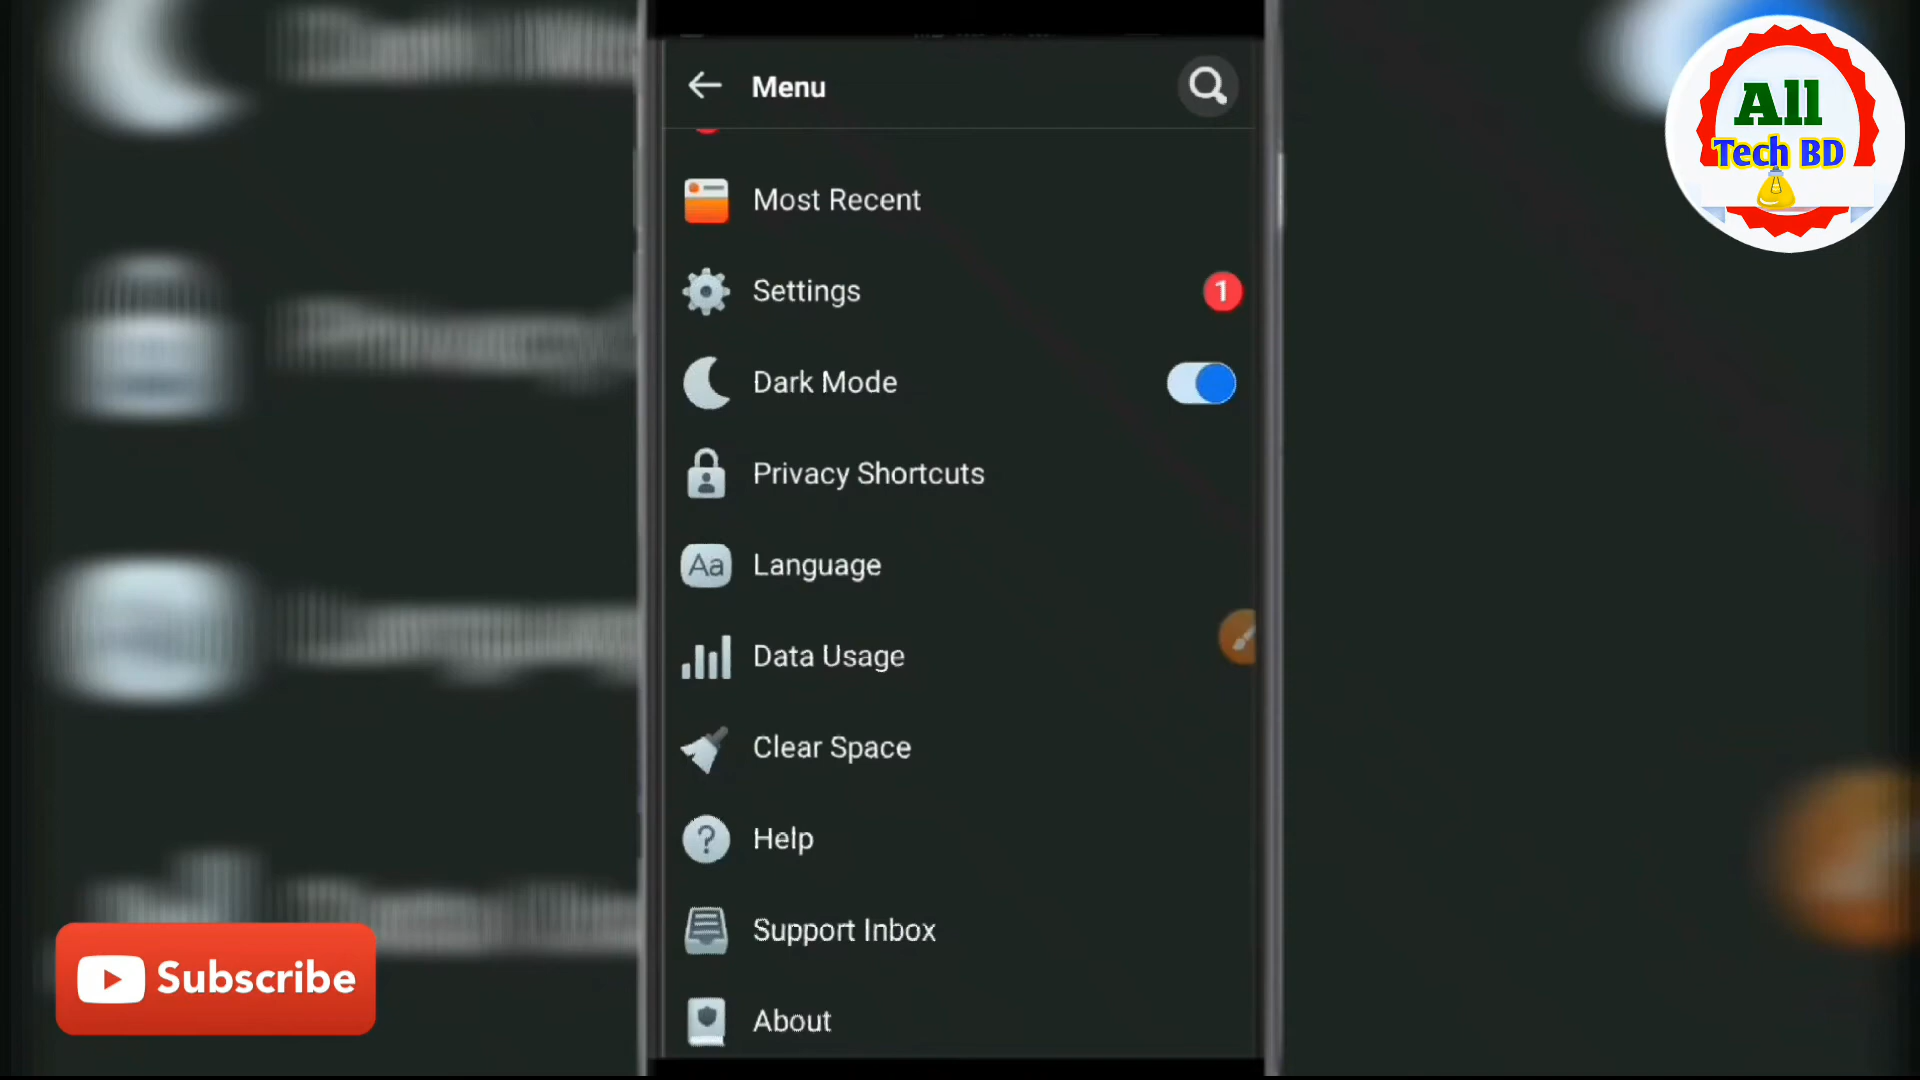 Menu
Most Recent
Settings
1
Dark Mode
Privacy Shortcuts
Aa
Language
Data Usage
Clear Space
?
Help
Support Inbox
About
All
Tech BD
Subscribe